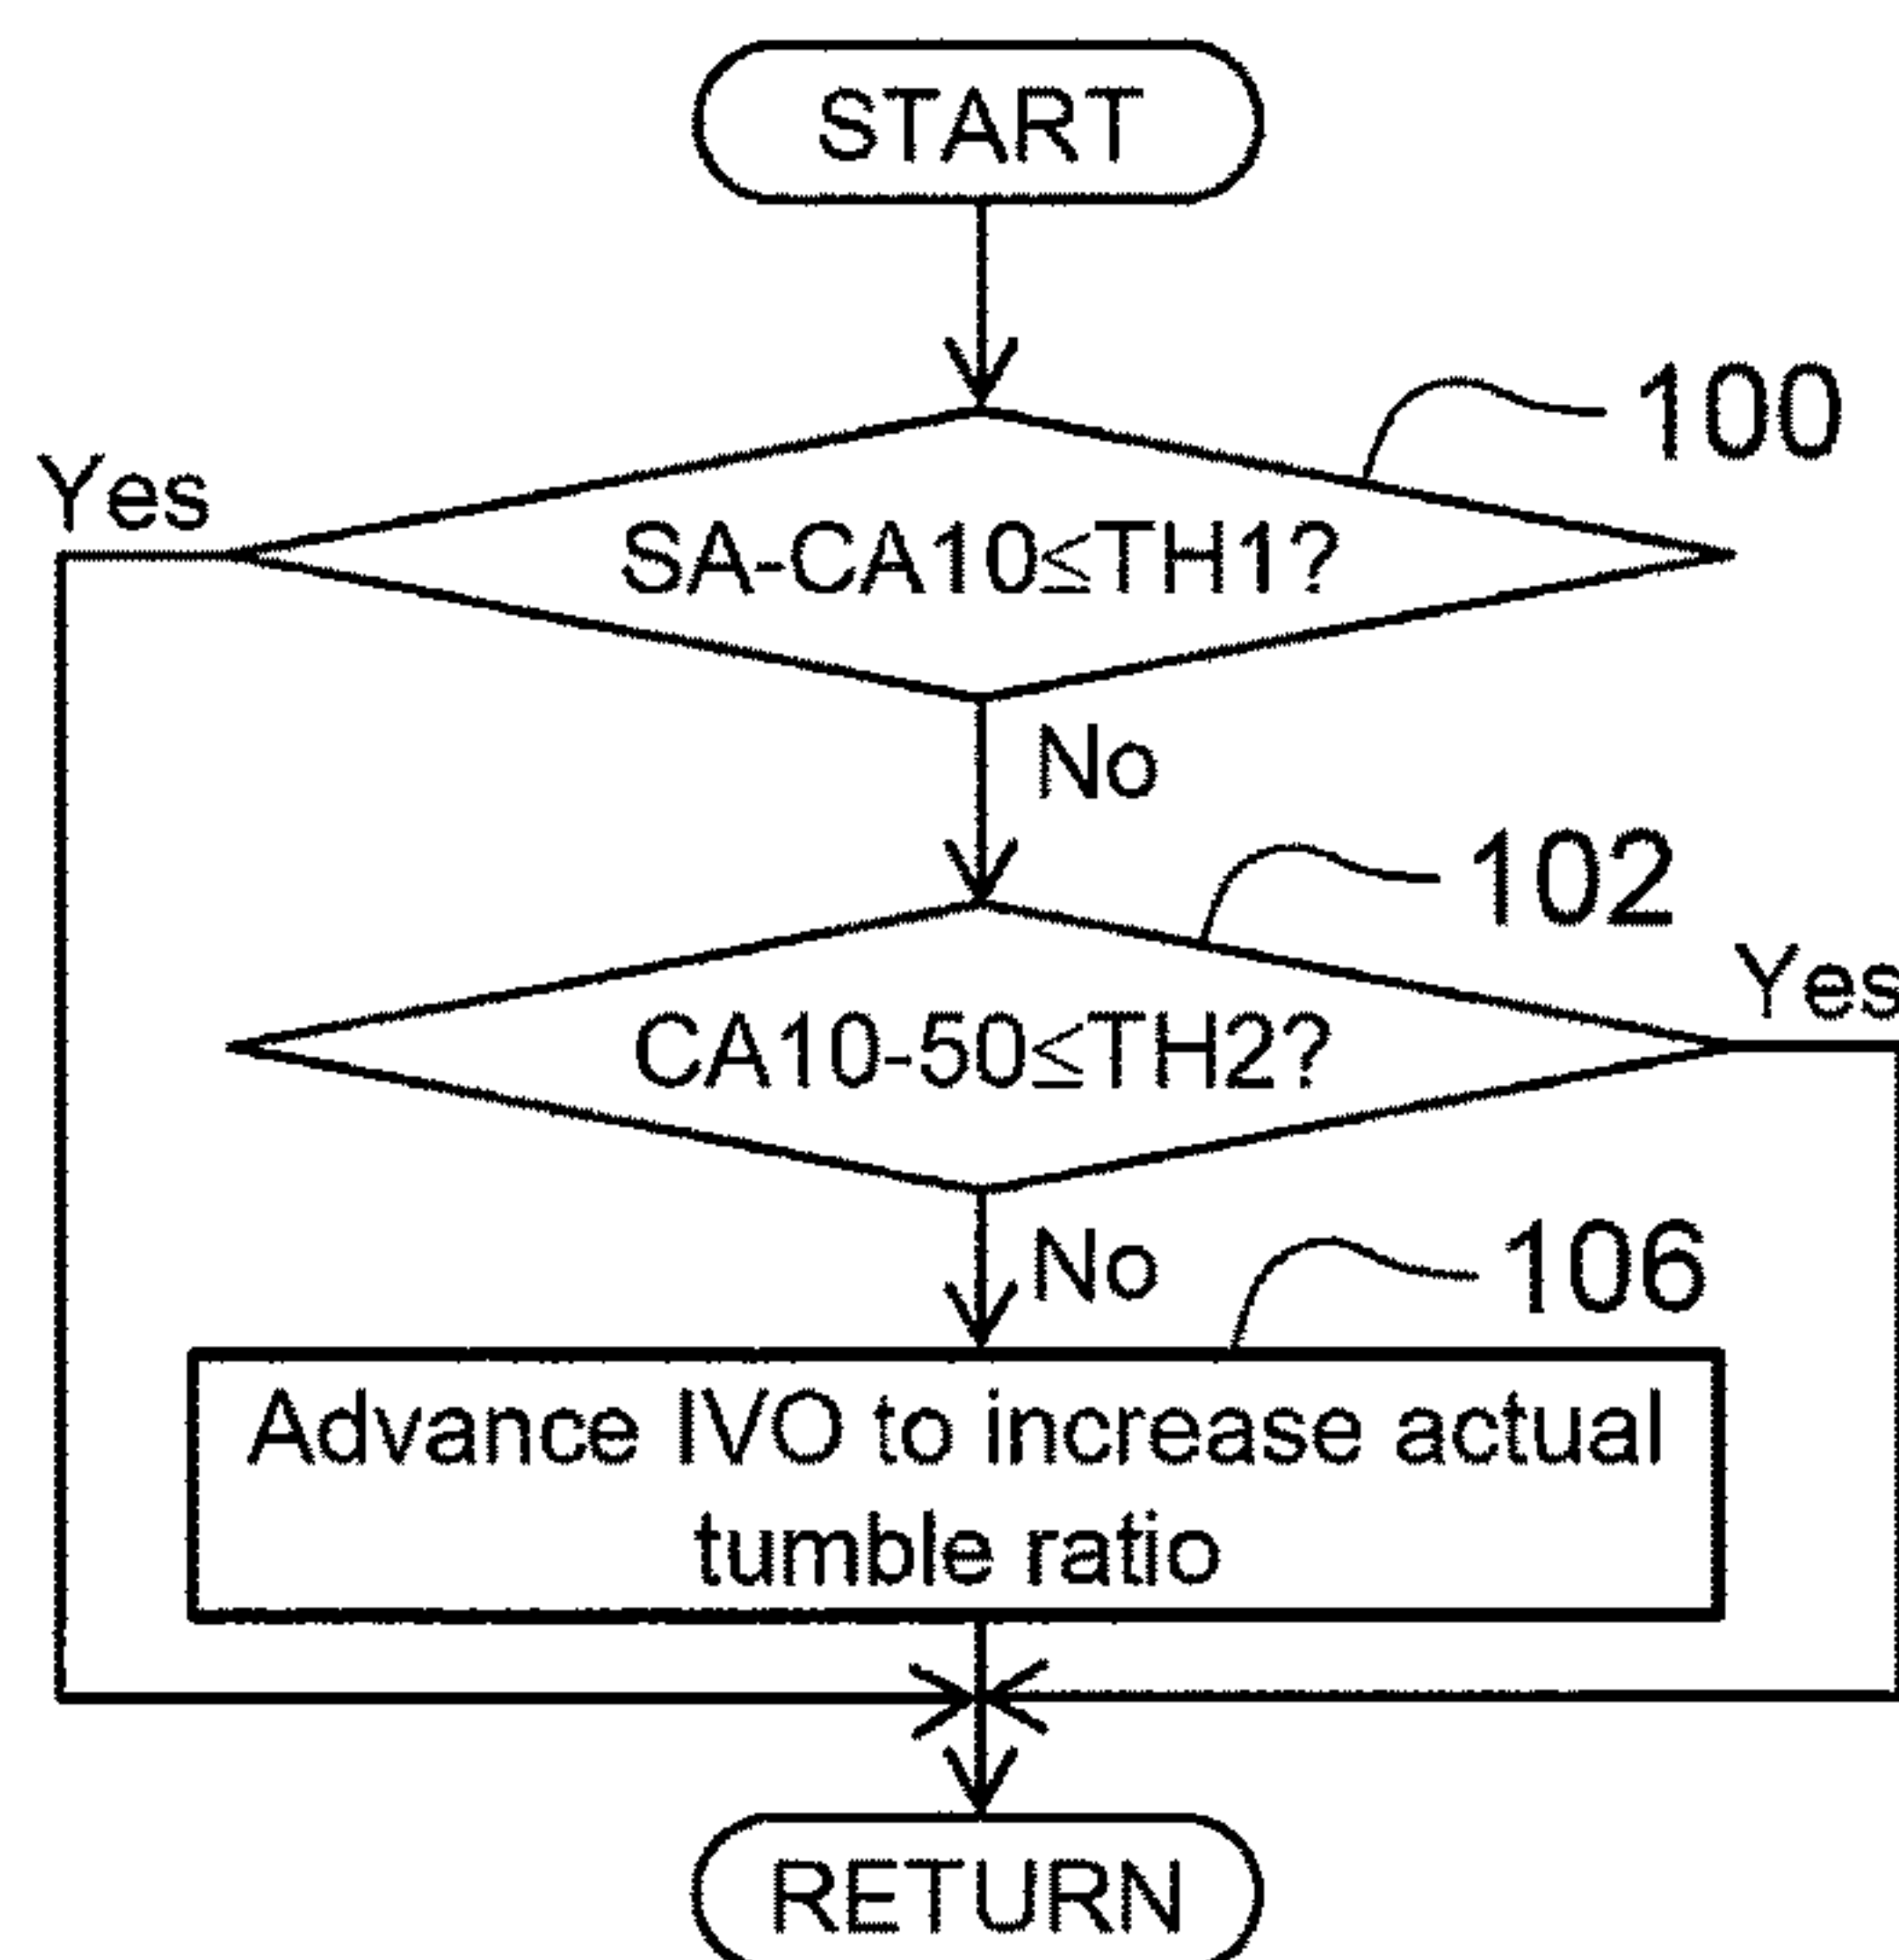 START
100
Yes
SA-CA10≤TH1?
No
102
Yes
CA10-50≤TH2?
No
106
Advance IVO to increase actual
tumble ratio
RETURN